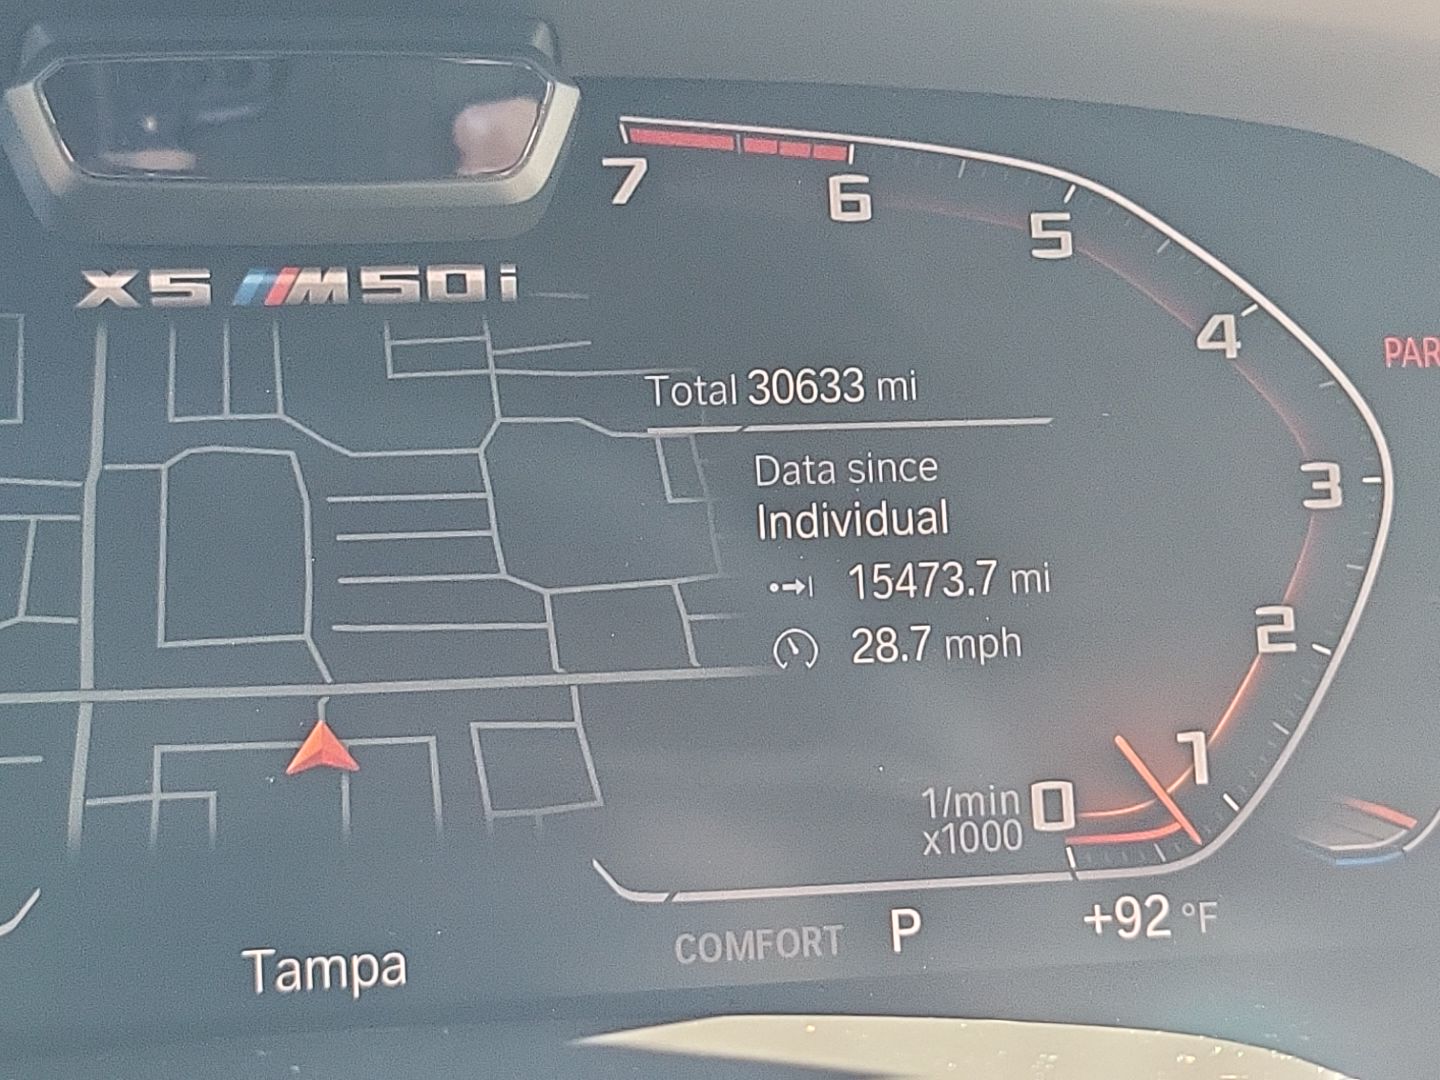 7
6
5
4
3
2
1
0
X5 M50i
Total 30633 mi
Data since
Individual
15473.7 mi
28.7 mph
1/min
x1000
PAR
COMFORT P +92 °F
Tampa